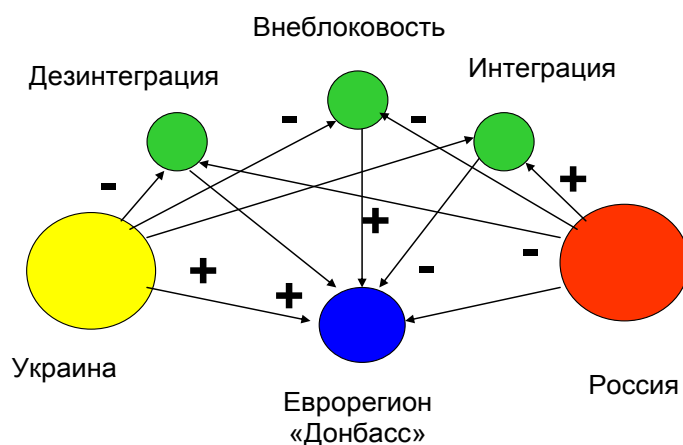 Внеблоковость
Дезинтеграция
Интеграция
-
-
-
+
+
+
-
-
+
Украина
Россия
Еврорегион
«Донбасс»